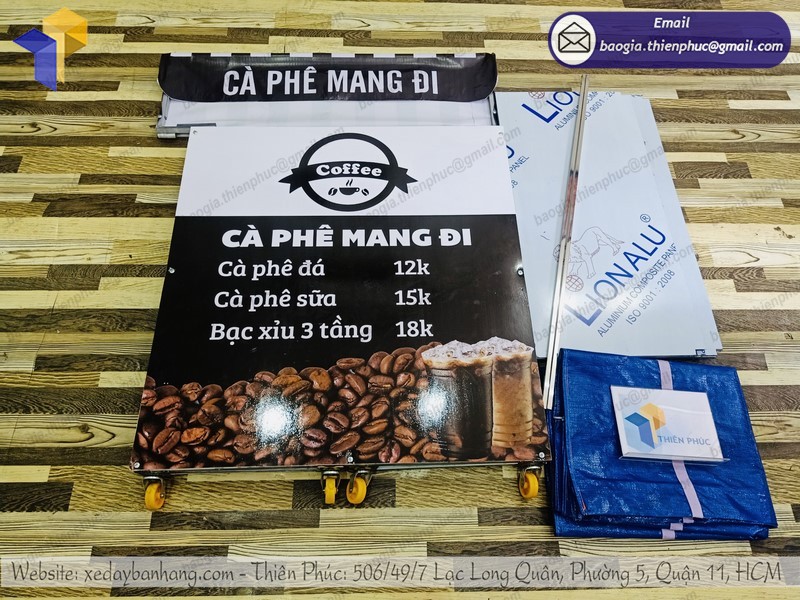 Email
baogia.thienphuc@gmail.com
CÀ PHÊ MANG ĐI
Coffee
CÀ PHÊ MANG ĐI
Cà phê đá 12k
Cà phê sữa 15k
Bạc xỉu 3 tầng 18k
LION ALU®
ALUMINIUM COMPOSITE PANEL
ISO 9001 - 2008
THIÊN PHÚC
Website: xedaybanhang.com - Thiên Phúc: 506/49/7 Lạc Long Quân, Phường 5, Quận 11, HCM